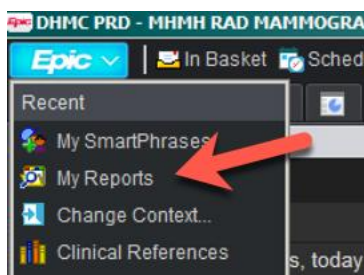 Epic DHMC PRD - MHMH RAD MAMMOGRA
Epic In Basket Sched
Recent
My SmartPhrases
My Reports
Change Context...
Clinical References
s, today